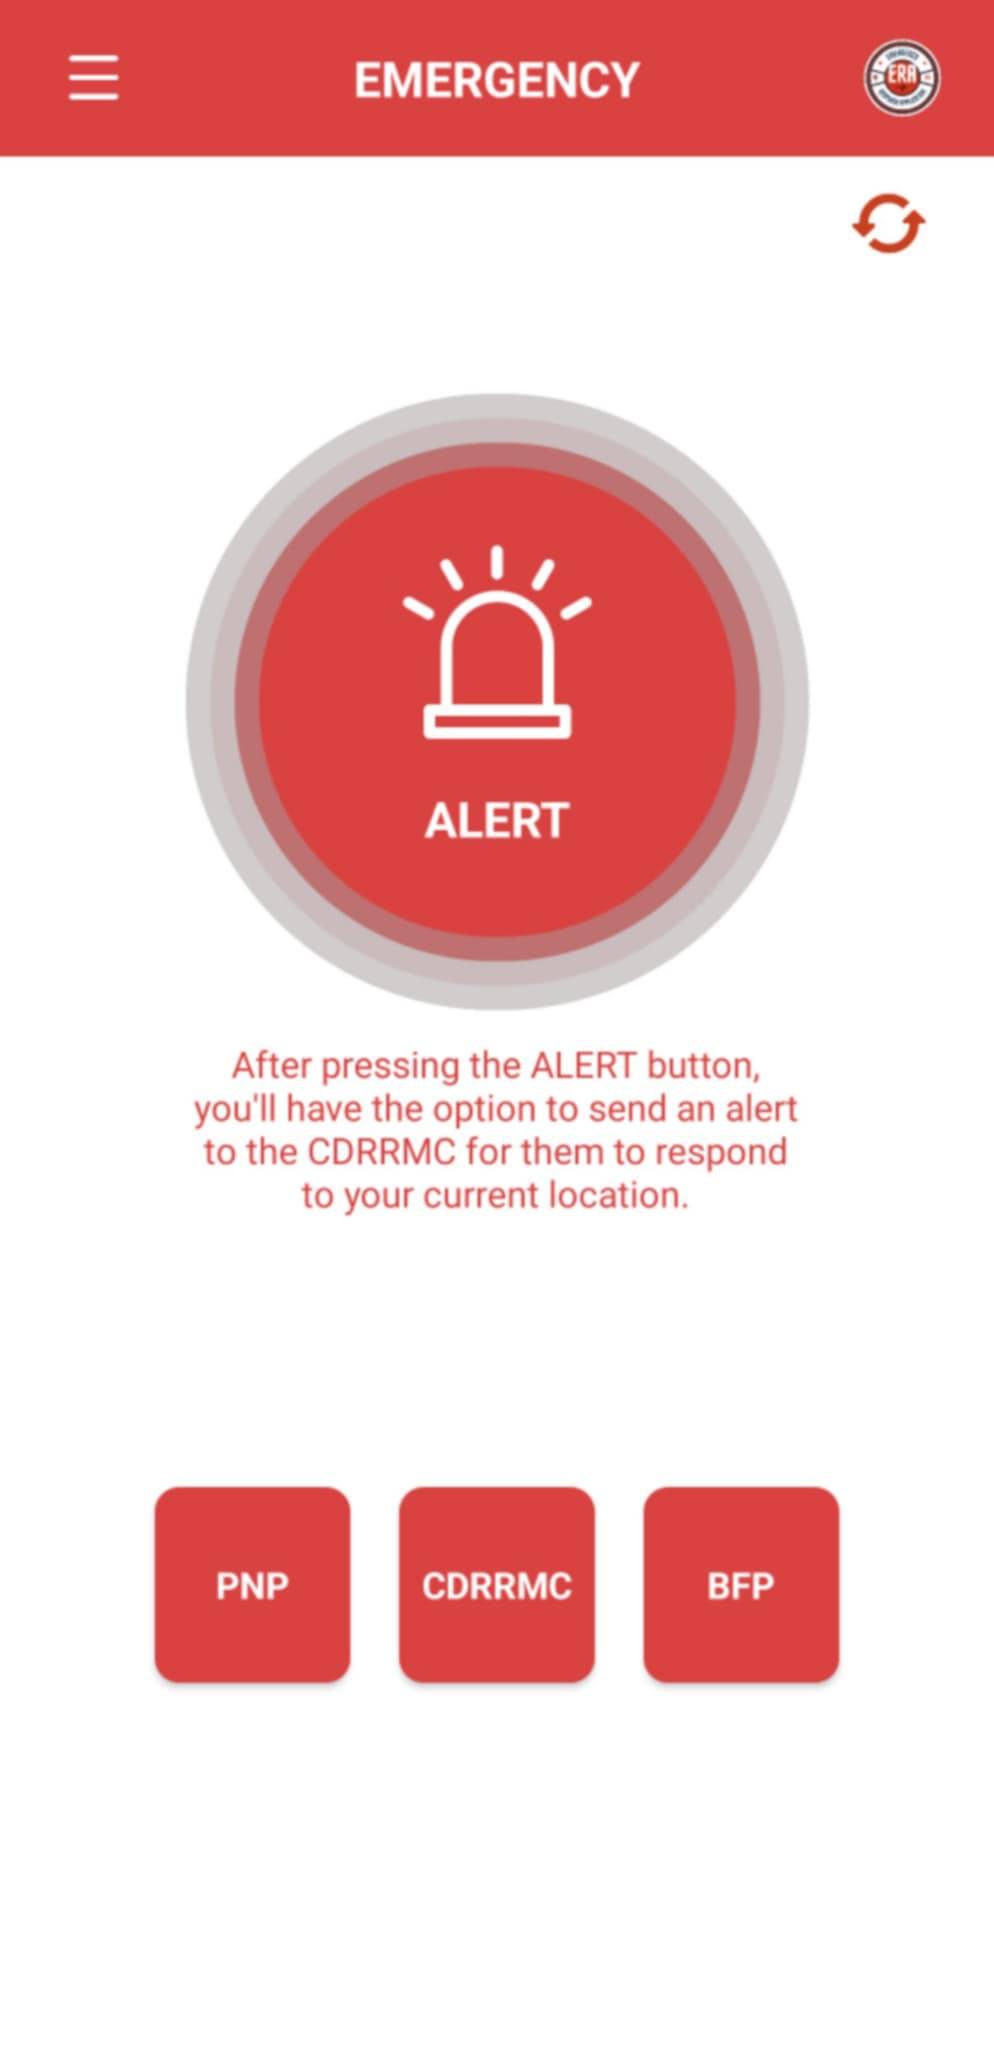 EMERGENCY
ERA
ALERT
After pressing the ALERT button,
you'll have the option to send an alert
to the CDRRMC for them to respond
to your current location.
PNP
CDRRMC
BFP